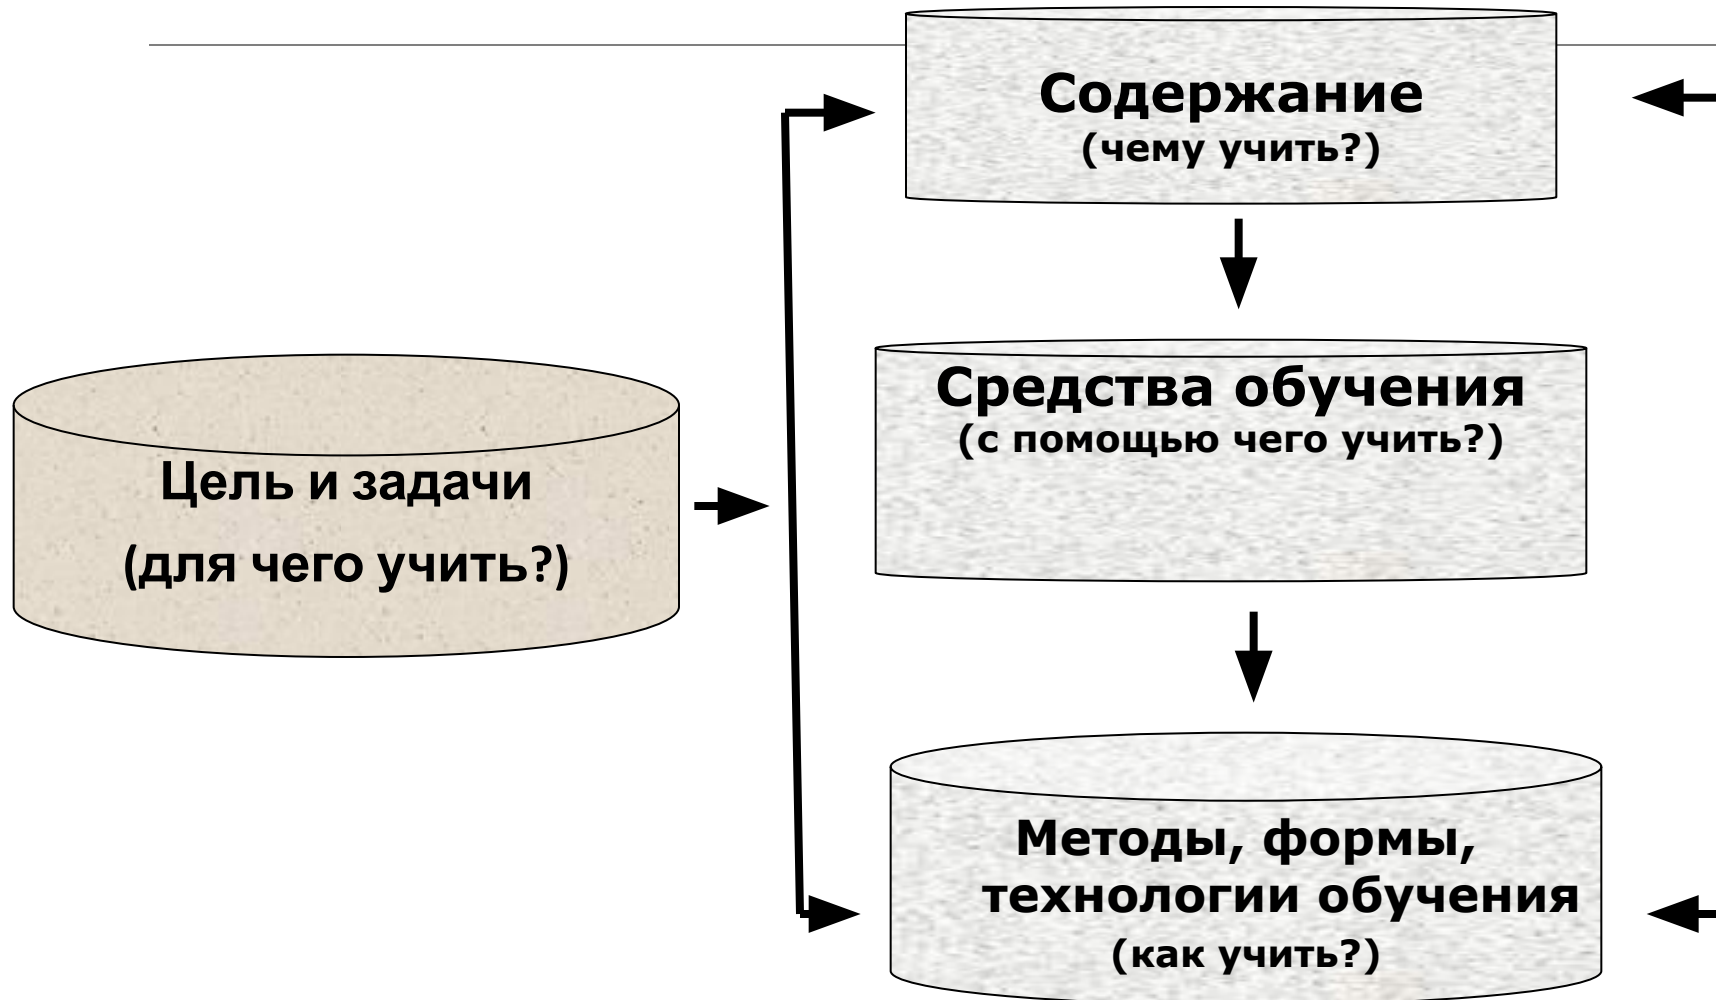 Содержание
(чему учить?)
Средства обучения
(с помощью чего учить?)
Цель и задачи
(для чего учить?)
Методы, формы,
технологии обучения
(как учить?)